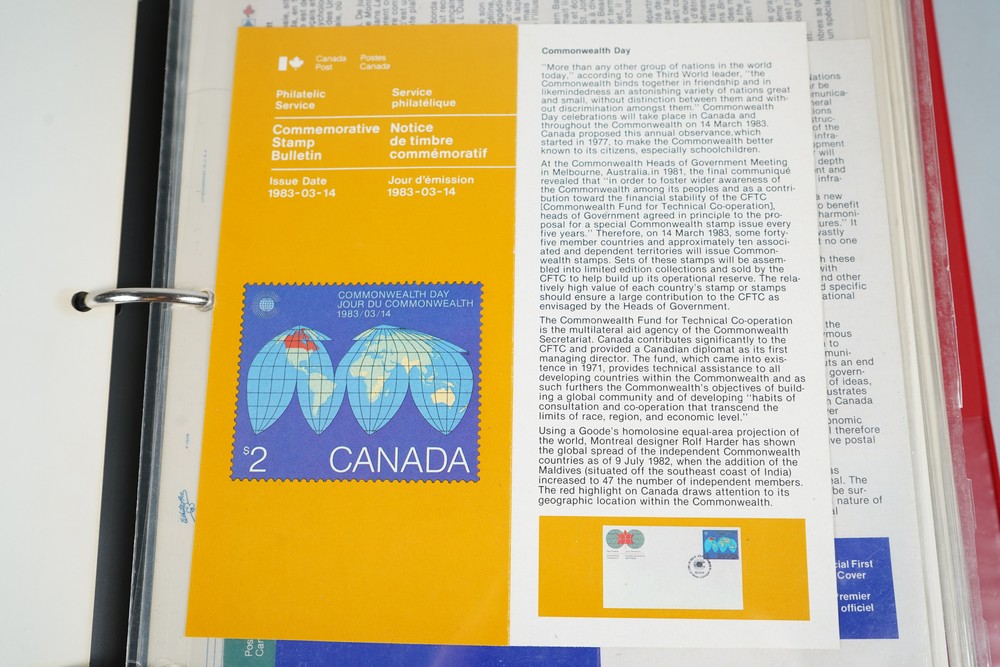 Canada Post
Postes Canada
Philatelic Service
Service philatélique
Commemorative Stamp Bulletin
Notice de timbre commémoratif
Issue Date
1983-03-14
Jour d'émission
1983-03-14
COMMONWEALTH DAY
JOUR DU COMMONWEALTH
1983/03/14
$2
CANADA
Commonwealth Day
"More than any other group of nations in the world
today," according to one Third World leader, "the
Commonwealth binds together in friendship and in
likemindedness an astonishing variety of nations great
and small, without distinction between them and with-
out discrimination amongst them." Commonwealth
Day celebrations will take place in Canada and
throughout the Commonwealth on 14 March 1983.
Canada proposed this annual observance, which
started in 1977, to make the Commonwealth better
known to its citizens, especially schoolchildren.
At the Commonwealth Heads of Government Meeting
in Melbourne, Australia, in 1981, the final communiqué
revealed that "in order to foster wider awareness of
the Commonwealth among its peoples and as a contri-
bution toward the financial stability of the CFTC
[Commonwealth Fund for Technical Co-operation],
heads of Government agreed in principle to the pro-
posal for a special Commonwealth stamp issue every
five years." Therefore, on 14 March 1983, some forty-
five member countries and approximately ten associ-
ated and dependent territories will issue Common-
wealth stamps. Sets of these stamps will be assem-
bled into limited edition collections and sold by the
CFTC to help build up its operational reserve. The rela-
tively high value of each country's stamp or stamps
should ensure a large contribution to the CFTC as
envisaged by the Heads of Government.
The Commonwealth Fund for Technical Co-operation
is the multilateral aid agency of the Commonwealth
Secretariat. Canada contributes significantly to the
CFTC and provided a Canadian diplomat as its first
managing director. The fund, which came into exis-
tence in 1971, provides technical assistance to all
developing countries within the Commonwealth and as
such furthers the Commonwealth's objectives of build-
ing a global community and of developing "habits of
consultation and co-operation that transcend the
limits of race, region, and economic level."
Using a Goode's homolosine equal-area projection of
the world, Montreal designer Rolf Harder has shown
the global spread of the independent Commonwealth
countries as of 9 July 1982, when the addition of the
Maldives (situated off the southeast coast of India)
increased to 47 the number of independent members.
The red highlight on Canada draws attention to its
geographic location within the Commonwealth.
First
Cover
officiel